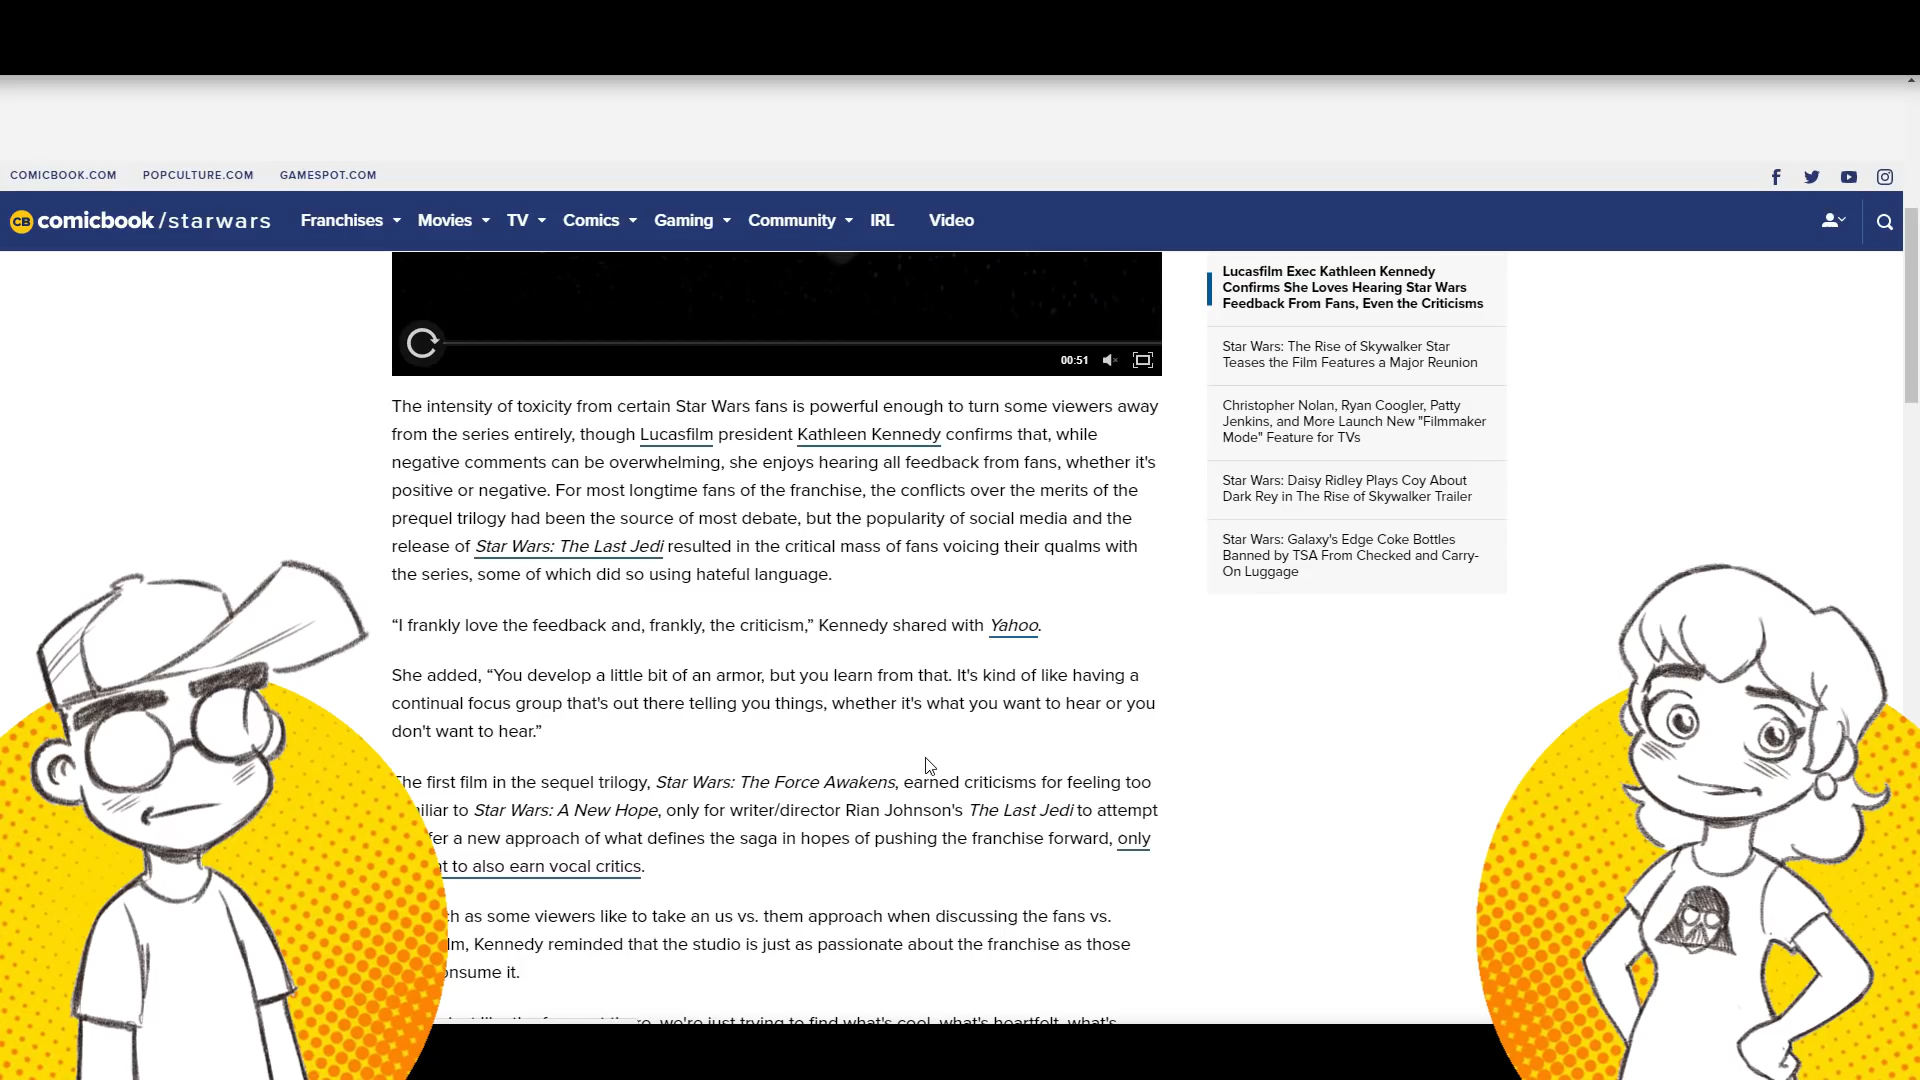 COMICBOOK.COM POPCULTURE.COM GAMESPOT.COM
CB comicbook/starwars Franchises Movies TV Comics Gaming Community IRL Video
00:51
The intensity of toxicity from certain Star Wars fans is powerful enough to turn some viewers away
from the series entirely, though Lucasfilm president Kathleen Kennedy confirms that, while
negative comments can be overwhelming, she enjoys hearing all feedback from fans, whether it's
positive or negative. For most longtime fans of the franchise, the conflicts over the merits of the
prequel trilogy had been the source of most debate, but the popularity of social media and the
release of Star Wars: The Last Jedi resulted in the critical mass of fans voicing their qualms with
the series, some of which did so using hateful language.
“I frankly love the feedback and, frankly, the criticism,” Kennedy shared with Yahoo.
She added, “You develop a little bit of an armor, but you learn from that. It's kind of like having a
continual focus group that's out there telling you things, whether it's what you want to hear or you
don't want to hear.”
The first film in the sequel trilogy, Star Wars: The Force Awakens, earned criticisms for feeling too
to Star Wars: A New Hope, only for writer/director Rian Johnson's The Last Jedi to attempt
a new approach of what defines the saga in hopes of pushing the franchise forward, only
to also earn vocal critics.
as some viewers like to take an us vs. them approach when discussing the fans vs.
Kennedy reminded that the studio is just as passionate about the franchise as those
it.
we're just trying to find what's cool, what's heartfelt, what's
Lucasfilm Exec Kathleen Kennedy
Confirms She Loves Hearing Star Wars
Feedback From Fans, Even the Criticisms
Star Wars: The Rise of Skywalker Star
Teases the Film Features a Major Reunion
Christopher Nolan, Ryan Coogler, Patty
Jenkins, and More Launch New "Filmmaker
Mode" Feature for TVs
Star Wars: Daisy Ridley Plays Coy About
Dark Rey in The Rise of Skywalker Trailer
Star Wars: Galaxy's Edge Coke Bottles
Banned by TSA From Checked and Carry-
On Luggage